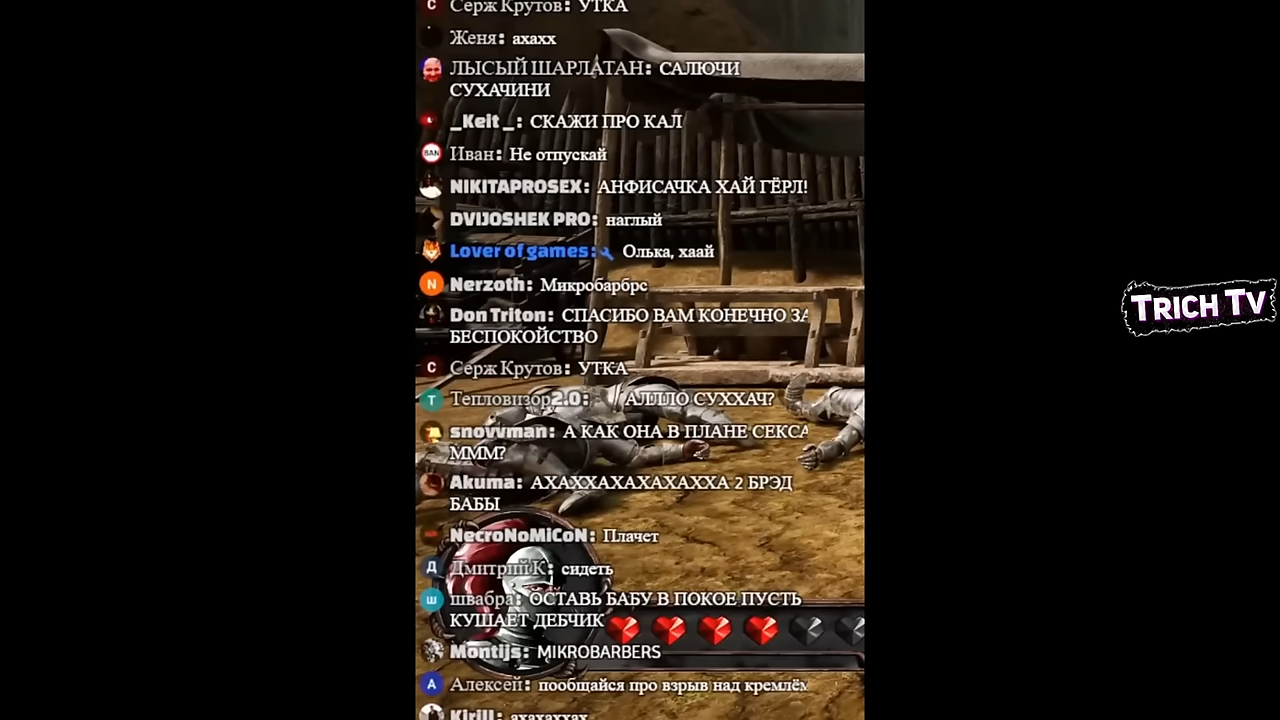 С Серж Крутов: УТКА
Женя: ахахх
ЛЫСЫЙ ШАРЛАТАН: САЛЮЧИ
СУХАЧИНИ
_Keit_: СКАЖИ ПРО КАЛ
BAN Иван: Не отпускай
NIKITAPROSEX: АНФИСАЧКА ХАЙ ГЁРЛ!
DVIJOSHEK PRO: наглый
Lover of games: Олька, хаай
TRICH TV
N Nerzoth: Микробарбрс
Don Triton: СПАСИБО ВАМ КОНЕЧНО ЗА
БЕСПОКОЙСТВО
С Серж Крутов: УТКА
Т Тепловизор2.0: АЛЛЛО СУХХАЧ?
snovvman: А КАК ОНА В ПЛАНЕ СЕКСА
МММ?
Akuma: АХАХХАХАХАХАХХА 2 БРЭД
БАБЫ
NecroNoMiCoN: Плачет
Д Дмитрий К: сидеть
Ш швабра: ОСТАВЬ БАБУ В ПОКОЕ ПУСТЬ
КУШАЕТ ДЕБЧИК
Montijs: MIKROBARBERS
А Алексей: пообщайся про взрыв над кремлём
Kirill: ахахаххах